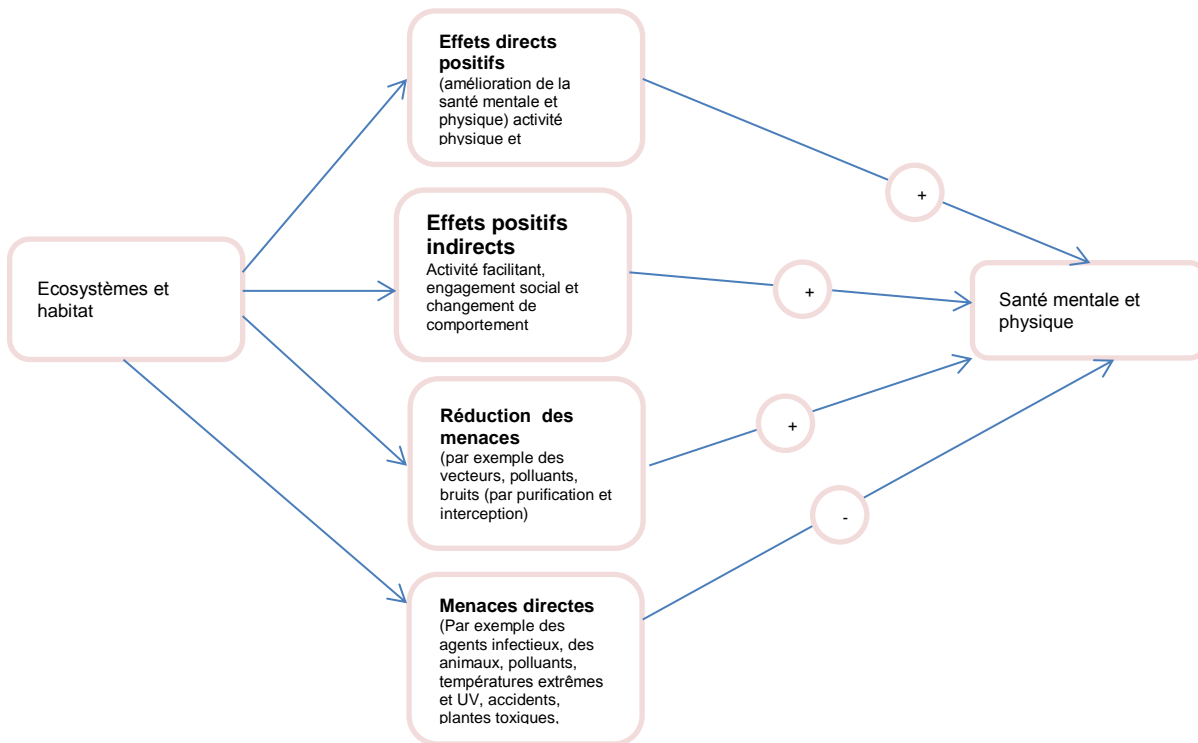 Ecosystèmes et
habitat
Effets directs
positifs
(amélioration de la
santé mentale et
physique) activité
physique et
+
Effets positifs
indirects
Activité facilitant,
engagement social et
changement de
comportement
+
Réduction des
menaces
(par exemple des
vecteurs, polluants,
bruits (par purification et
interception)
+
Menaces directes
(Par exemple des
agents infectieux, des
animaux, polluants,
températures extrêmes
et UV, accidents,
plantes toxiques,
-
Santé mentale et
physique